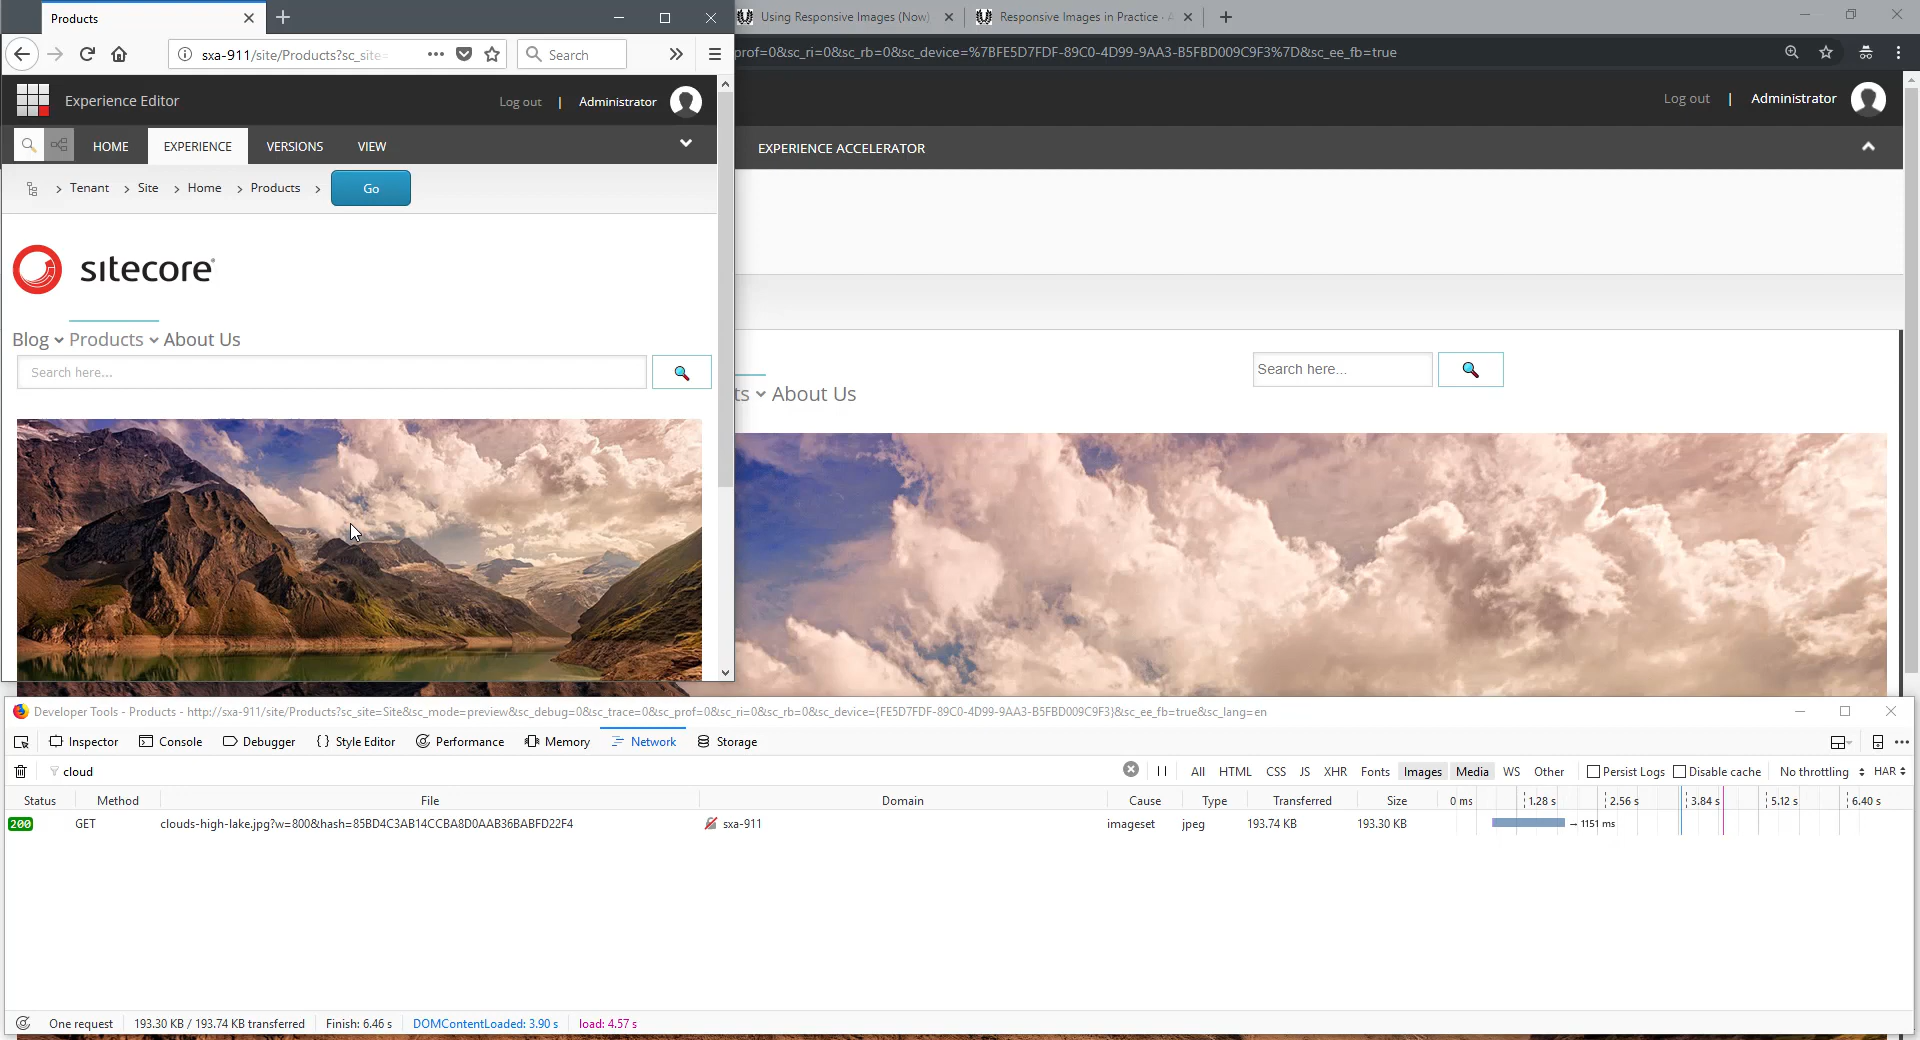 Products
Using Responsive Images (Now)
Responsive Images in Practice ·
sxa-911/site/Products?sc_site=
Search
prof=0&sc_ri=0&sc_rb=0&sc_device=%7BFE5D7FDF-89C0-4D99-9AA3-B5FBD009C9F3%7D&sc_ee_fb=true
Experience Editor
Log out | Administrator
Log out | Administrator
HOME EXPERIENCE VERSIONS VIEW
EXPERIENCE ACCELERATOR
Tenant Site Home Products Go
sitecore
Blog Products About Us
Search here...
ts About Us
Search here...
Developer Tools - Products - http://sxa-911/site/Products?sc_site=Site&sc_mode=preview&sc_debug=0&sc_trace=0&sc_prof=0&sc_ri=0&sc_rb=0&sc_device={FE5D7FDF-89C0-4D99-9AA3-B5FBD009C9F3}&sc_ee_fb=true&sc_lang=en
Inspector Console Debugger {} Style Editor Performance Memory Network Storage
cloud All HTML CSS JS XHR Fonts Images Media WS Other Persist Logs Disable cache No throttling HAR
Status Method File Domain Cause Type Transferred Size 0 ms 1.28 s 2.56 s 3.84 s 5.12 s 6.40 s
200 GET clouds-high-lake.jpg?w=800&hash=85BD4C3AB14CCBA8D0AAB36BABFD22F4 sxa-911 imageset jpeg 193.74 KB 193.30 KB → 1151 ms
One request 193.30 KB / 193.74 KB transferred Finish: 6.46 s DOMContentLoaded: 3.90 s load: 4.57 s